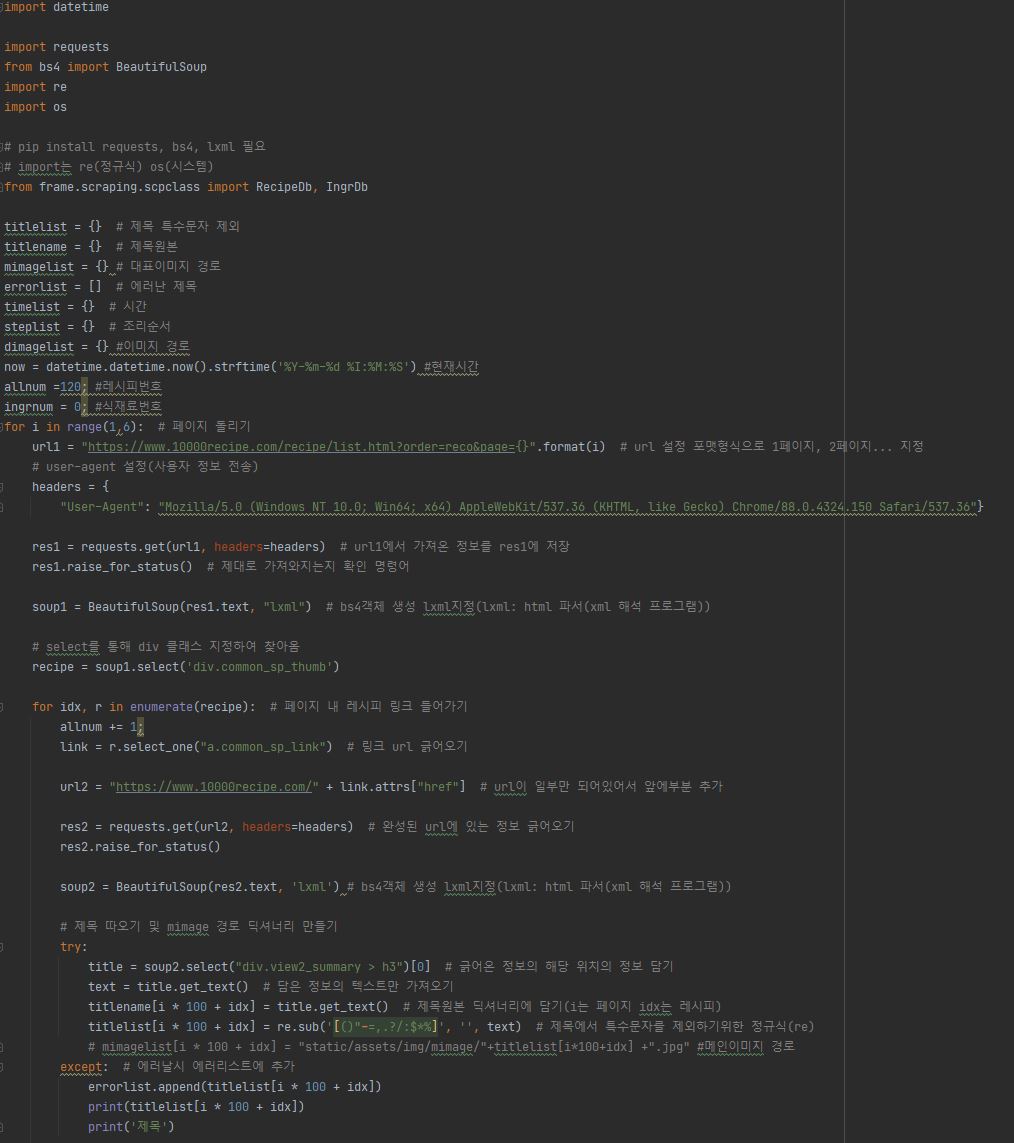 import datetime
import requests
from bs4 import BeautifulSoup
import re
import os
# pip install requests, bs4, lxml 필요
# import는 re(정규식) os(시스템)
from frame.scraping.scpclass import RecipeDb, IngrDb
titlelist = {}  # 제목 특수문자 제외
titlename = {}  # 제목원본
mimagelist = {} # 대표이미지 경로
errorlist = []  # 에러난 제목
timelist = {}  # 시간
steplist = {}  # 조리순서
dimagelist = {} #이미지 경로
now = datetime.datetime.now().strftime('%Y-%m-%d %I:%M:%S') #현재시간
allnum =120; #레시피번호
ingrnum = 0; #식재료번호
for i in range(1,6):  # 페이지 돌리기
    url1 = "https://www.10000recipe.com/recipe/list.html?order=reco&page={}".format(i)  # url 설정 포맷형식으로 1페이지, 2페이지... 지정
    # user-agent 설정(사용자 정보 전송)
    headers = {
        "User-Agent": "Mozilla/5.0 (Windows NT 10.0; Win64; x64) AppleWebKit/537.36 (KHTML, like Gecko) Chrome/88.0.4324.150 Safari/537.36"}
    res1 = requests.get(url1, headers=headers)  # url1에서 가져온 정보를 res1에 저장
    res1.raise_for_status()  # 제대로 가져와지는지 확인 명령어
    soup1 = BeautifulSoup(res1.text, "lxml")  # bs4객체 생성 lxml지정(lxml: html 파서(xml 해석 프로그램))
    # select를 통해 div 클래스 지정하여 찾아옴
    recipe = soup1.select('div.common_sp_thumb')
    for idx, r in enumerate(recipe):  # 페이지 내 레시피 링크 들어가기
        allnum += 1;
        link = r.select_one("a.common_sp_link")  # 링크 url 긁어오기
        url2 = "https://www.10000recipe.com/" + link.attrs["href"]  # url이 일부만 되어있어서 앞에부분 추가
        res2 = requests.get(url2, headers=headers)  # 완성된 url에 있는 정보 긁어오기
        res2.raise_for_status()
        soup2 = BeautifulSoup(res2.text, 'lxml') # bs4객체 생성 lxml지정(lxml: html 파서(xml 해석 프로그램))
        # 제목 따오기 및 mimage 경로 딕셔너리 만들기
        try:
            title = soup2.select("div.view2_summary > h3")[0]  # 긁어온 정보의 해당 위치의 정보 담기
            text = title.get_text()  # 담은 정보의 텍스트만 가져오기
            titlename[i * 100 + idx] = title.get_text()  # 제목원본 딕셔너리에 담기(i는 페이지 idx는 레시피)
            titlelist[i * 100 + idx] = re.sub('[()"-=,.?/:$*%]', '', text)  # 제목에서 특수문자를 제외하기위한 정규식(re)
            # mimagelist[i * 100 + idx] = "static/assets/img/mimage/"+titlelist[i*100+idx] +".jpg" #메인이미지 경로
        except:  # 에러날시 에러리스트에 추가
            errorlist.append(titlelist[i * 100 + idx])
            print(titlelist[i * 100 + idx])
            print('제목')